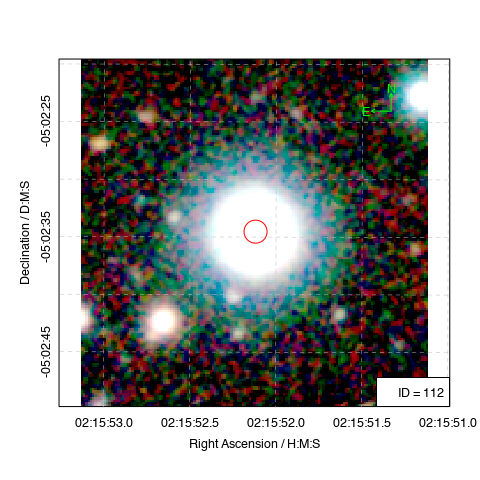 N
E
-05:02:25
-05:02:35
-05:02:45
Declination / D:M:S
ID = 112
02:15:53.0 02:15:52.5 02:15:52.0 02:15:51.5 02:15:51.0
Right Ascension / H:M:S